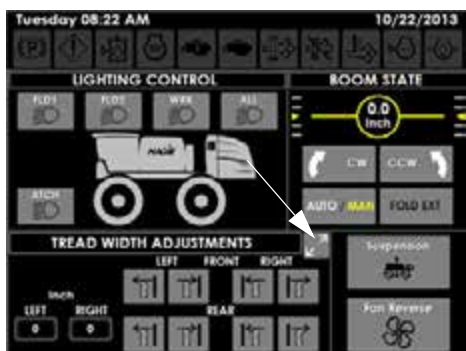 Tuesday 08:22 AM 10/22/2013
LIGHTING CONTROL BOOM STATE
FLD1 FLD2 WRK ALL
0.0
Inch
HAGIE
CW CCW
ATCH
AUTO / MAN FOLD EXT
TREAD WIDTH ADJUSTMENTS
LEFT FRONT RIGHT
Suspension
Inch
LEFT RIGHT REAR
Fan Reverse
0 0